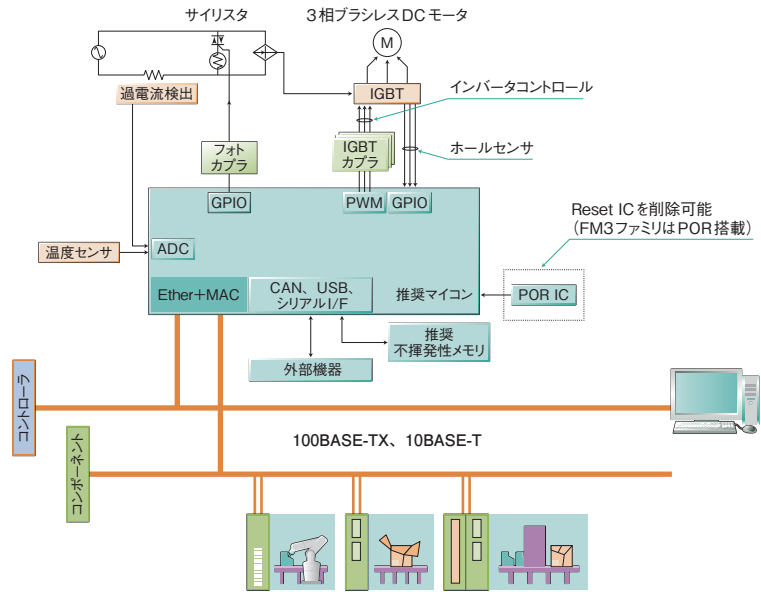 サイリスタ
3相ブラシレスDCモータ
M
過電流検出
IGBT
インバータコントロール
フォト
カプラ
IGBT
カプラ
ホールセンサ
GPIO
PWM
GPIO
Reset ICを削除可能
（FM3ファミリはPOR搭載）
温度センサ
ADC
Ether+MAC
CAN、USB、
シリアルI/F
推奨マイコン
POR IC
推奨
不揮発性メモリ
外部機器
コントローラ
100BASE-TX、10BASE-T
コンポーネント